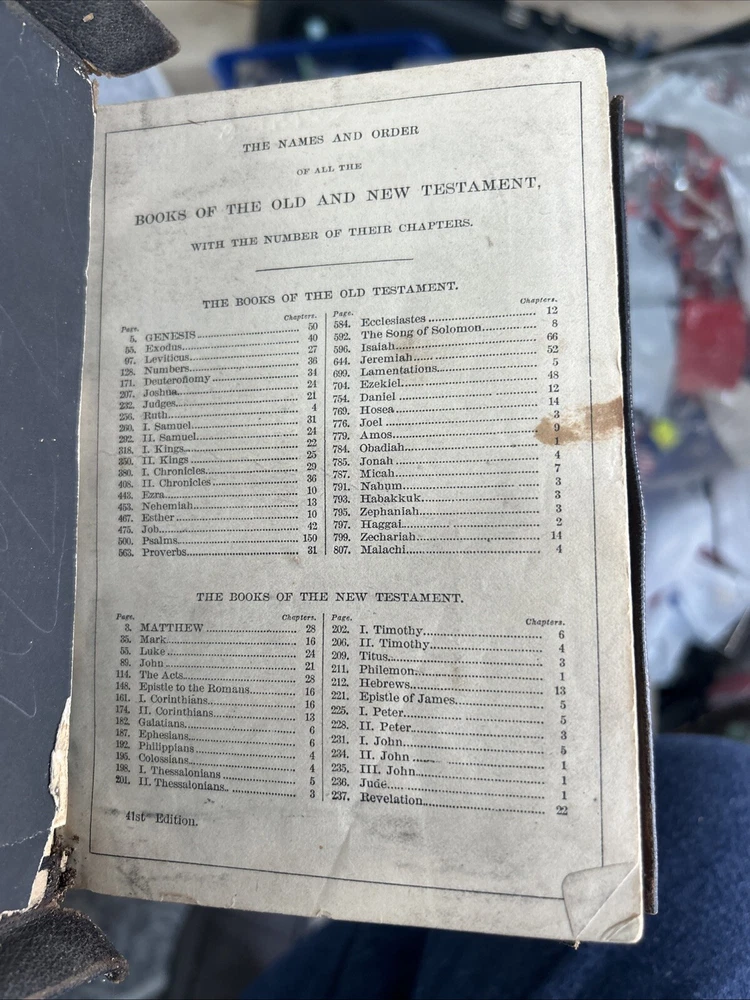 THE NAMES AND ORDER
OF ALL THE
BOOKS OF THE OLD AND NEW TESTAMENT,
WITH THE NUMBER OF THEIR CHAPTERS.
THE BOOKS OF THE OLD TESTAMENT.
Page. Chapters.
5. GENESIS 50
55. Exodus 40
97. Leviticus 27
128. Numbers 36
171. Deuteronomy 34
207. Joshua 24
232. Judges 21
256. Ruth 4
260. I. Samuel 31
292. II. Samuel 24
318. I. Kings 22
350. II. Kings 25
380. I. Chronicles 29
408. II. Chronicles 36
443. Ezra 10
453. Nehemiah 13
467. Esther 10
475. Job 42
500. Psalms 150
563. Proverbs 31
Page. Chapters.
584. Ecclesiastes 12
592. The Song of Solomon 8
596. Isaiah 66
644. Jeremiah 52
699. Lamentations 5
704. Ezekiel 48
754. Daniel 12
769. Hosea 14
776. Joel 3
779. Amos 9
784. Obadiah 1
785. Jonah 4
787. Micah 7
791. Nahum 3
793. Habakkuk 3
795. Zephaniah 3
797. Haggai 2
799. Zechariah 14
807. Malachi 4
THE BOOKS OF THE NEW TESTAMENT.
Page. Chapters.
3. MATTHEW 28
35. Mark 16
55. Luke 24
89. John 21
114. The Acts 28
148. Epistle to the Romans 16
161. I. Corinthians 16
174. II. Corinthians 13
182. Galatians 6
187. Ephesians 6
192. Philippians 4
195. Colossians 4
198. I. Thessalonians 5
201. II. Thessalonians 3
Page. Chapters.
202. I. Timothy 6
206. II. Timothy 4
209. Titus 3
211. Philemon 1
212. Hebrews 13
221. Epistle of James 5
225. I. Peter 5
228. II. Peter 3
231. I. John 5
234. II. John 1
235. III. John 1
236. Jude 1
237. Revelation 22
41st Edition.